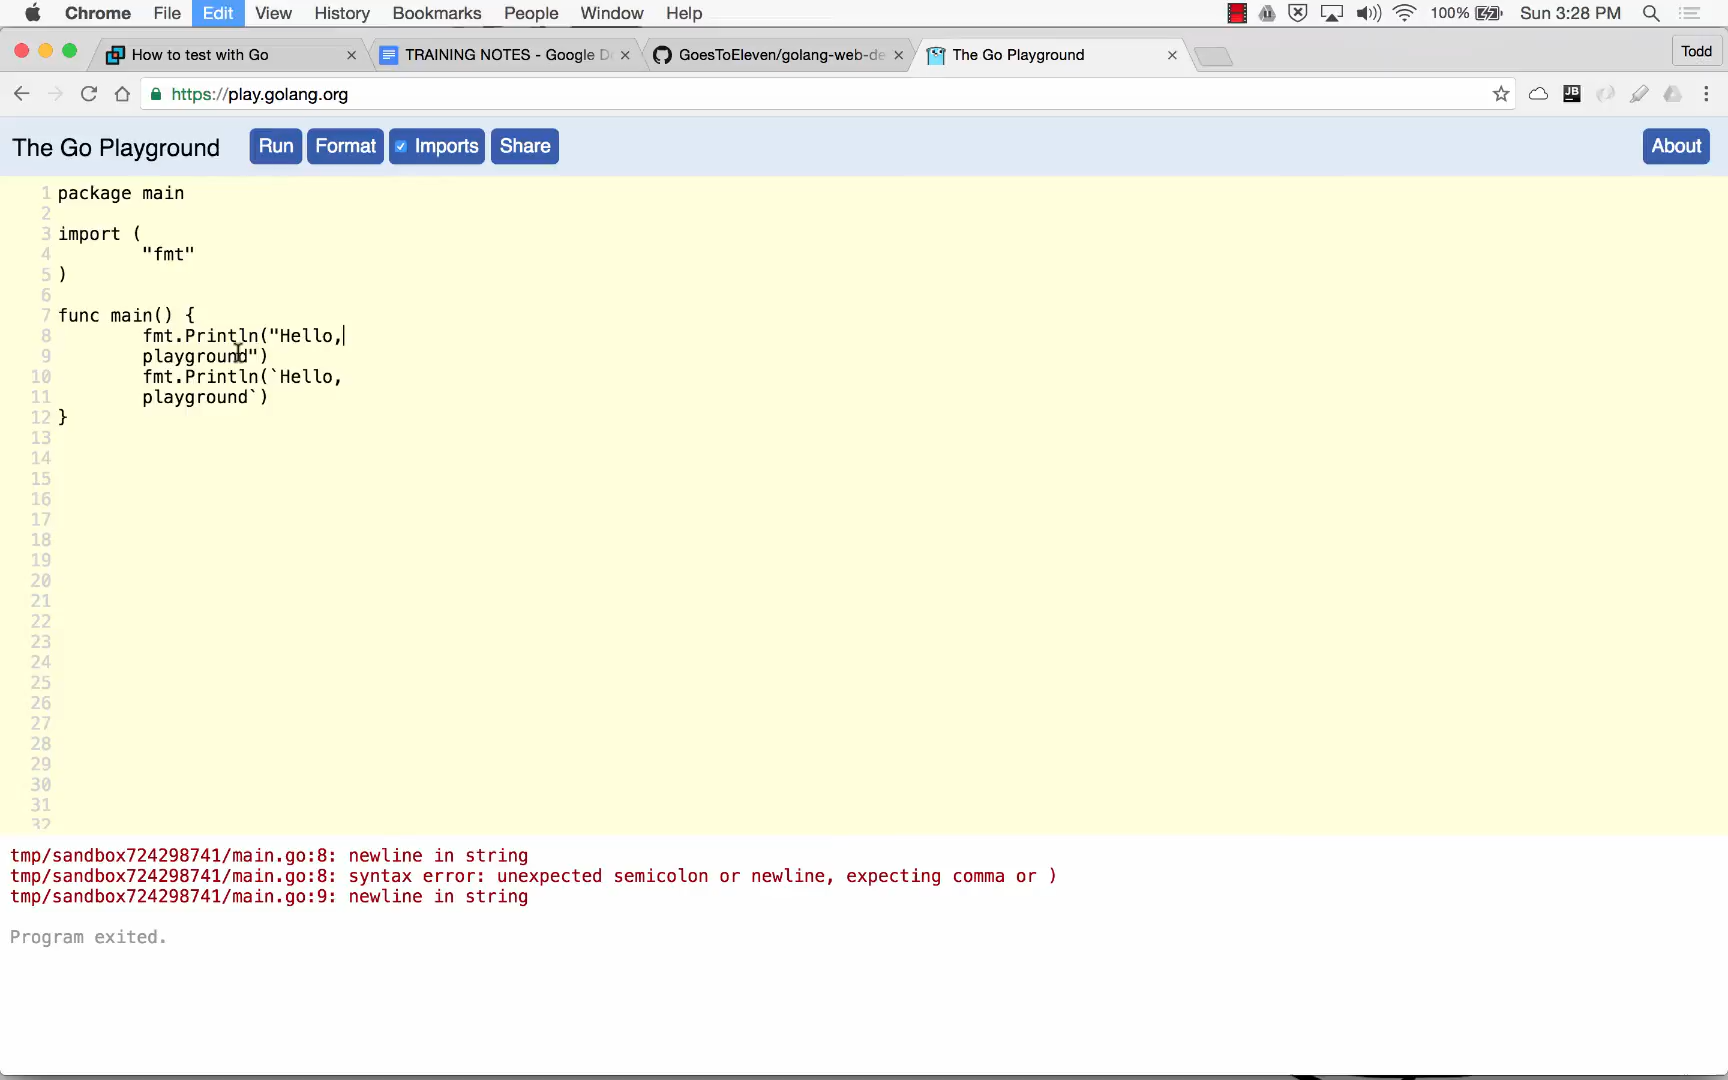 Chrome File Edit View History Bookmarks People Window Help 100% Sun 3:28 PM
How to test with Go TRAINING NOTES - Google Do GoesToEleven/golang-web-de The Go Playground Todd
https://play.golang.org JB
The Go Playground Run Format Imports Share About
1 package main
2
3 import (
4 "fmt"
5 )
6
7 func main() {
8 fmt.Println("Hello,
9 playground")
10 fmt.Println(`Hello,
11 playground`)
12 }
13
14
15
16
17
18
19
20
21
22
23
24
25
26
27
28
29
30
31
32
tmp/sandbox724298741/main.go:8: newline in string
tmp/sandbox724298741/main.go:8: syntax error: unexpected semicolon or newline, expecting comma or )
tmp/sandbox724298741/main.go:9: newline in string
Program exited.